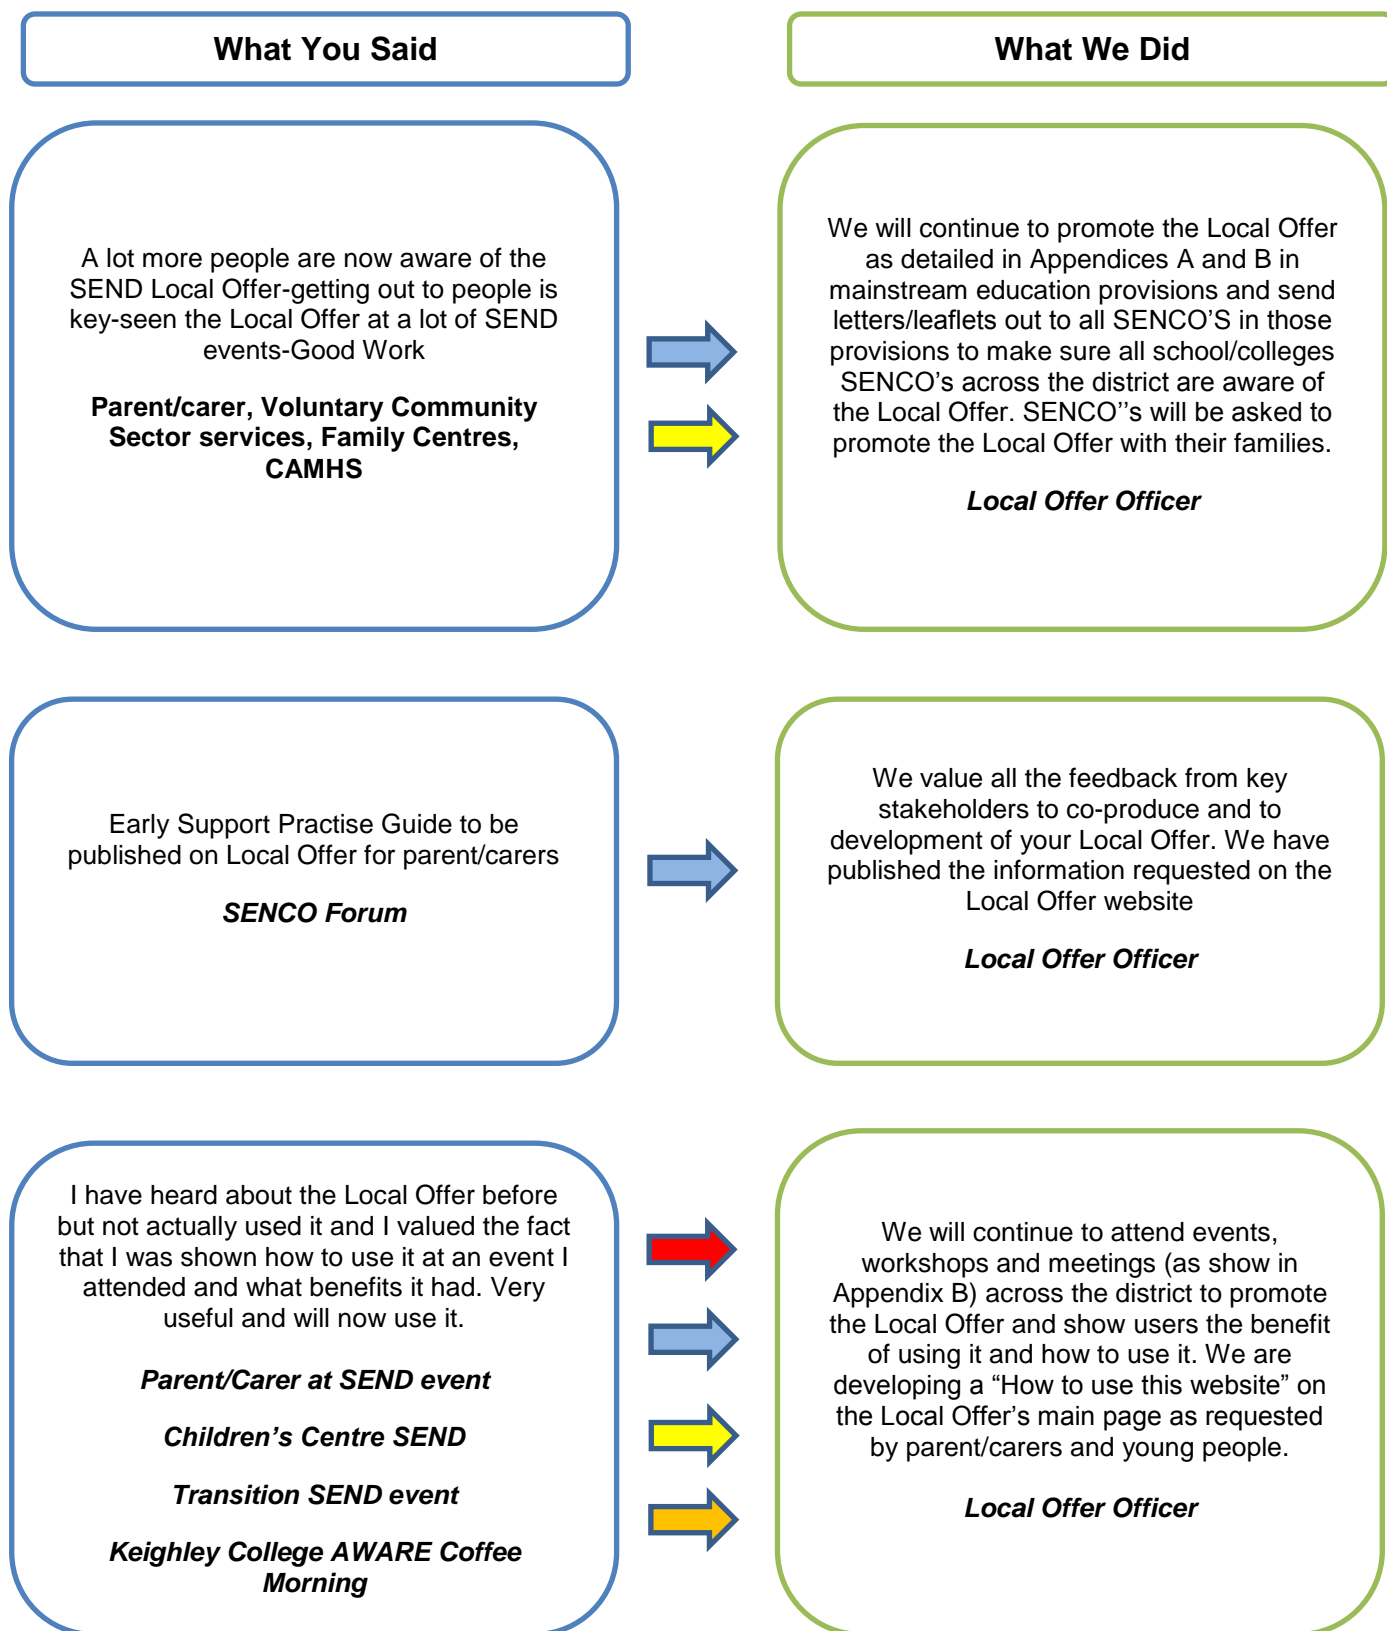 What You Said
What We Did
A lot more people are now aware of the
SEND Local Offer-getting out to people is
key-seen the Local Offer at a lot of SEND
events-Good Work
Parent/carer, Voluntary Community
Sector services, Family Centres,
CAMHS
We will continue to promote the Local Offer
as detailed in Appendices A and B in
mainstream education provisions and send
letters/leaflets out to all SENCO’S in those
provisions to make sure all school/colleges
SENCO’s across the district are aware of
the Local Offer. SENCO’’s will be asked to
promote the Local Offer with their families.
Local Offer Officer
Early Support Practise Guide to be
published on Local Offer for parent/carers
SENCO Forum
We value all the feedback from key
stakeholders to co-produce and to
development of your Local Offer. We have
published the information requested on the
Local Offer website
Local Offer Officer
I have heard about the Local Offer before
but not actually used it and I valued the fact
that I was shown how to use it at an event I
attended and what benefits it had. Very
useful and will now use it.
Parent/Carer at SEND event
Children’s Centre SEND
Transition SEND event
Keighley College AWARE Coffee
Morning
We will continue to attend events,
workshops and meetings (as show in
Appendix B) across the district to promote
the Local Offer and show users the benefit
of using it and how to use it. We are
developing a “How to use this website” on
the Local Offer’s main page as requested
by parent/carers and young people.
Local Offer Officer